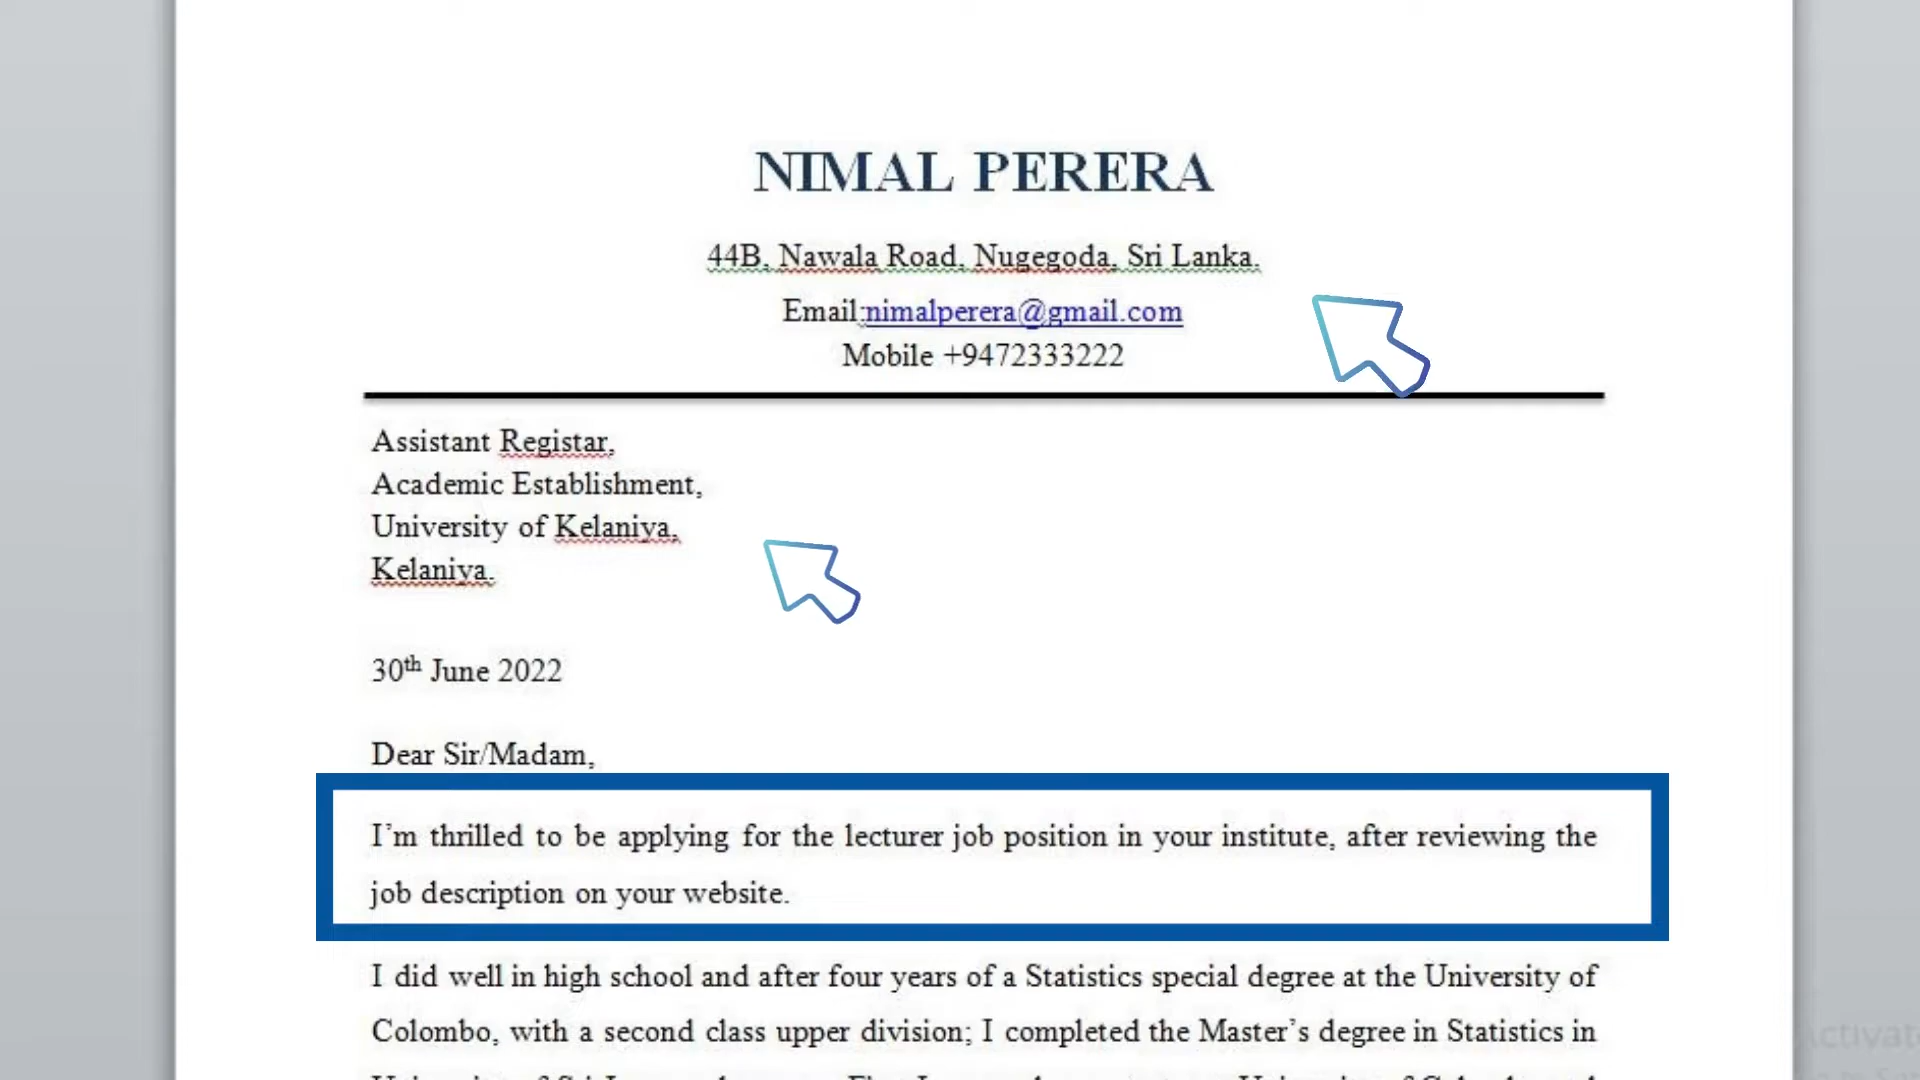 NIMAL PERERA
44B, Nawala Road, Nugegoda, Sri Lanka.
Email:nimalperera@gmail.com
Mobile +9472333222
Assistant Registar,
Academic Establishment,
University of Kelaniya,
Kelaniya.
30th June 2022
Dear Sir/Madam,
I'm thrilled to be applying for the lecturer job position in your institute, after reviewing the
job description on your website.
I did well in high school and after four years of a Statistics special degree at the University of
Colombo, with a second class upper division; I completed the Master's degree in Statistics in